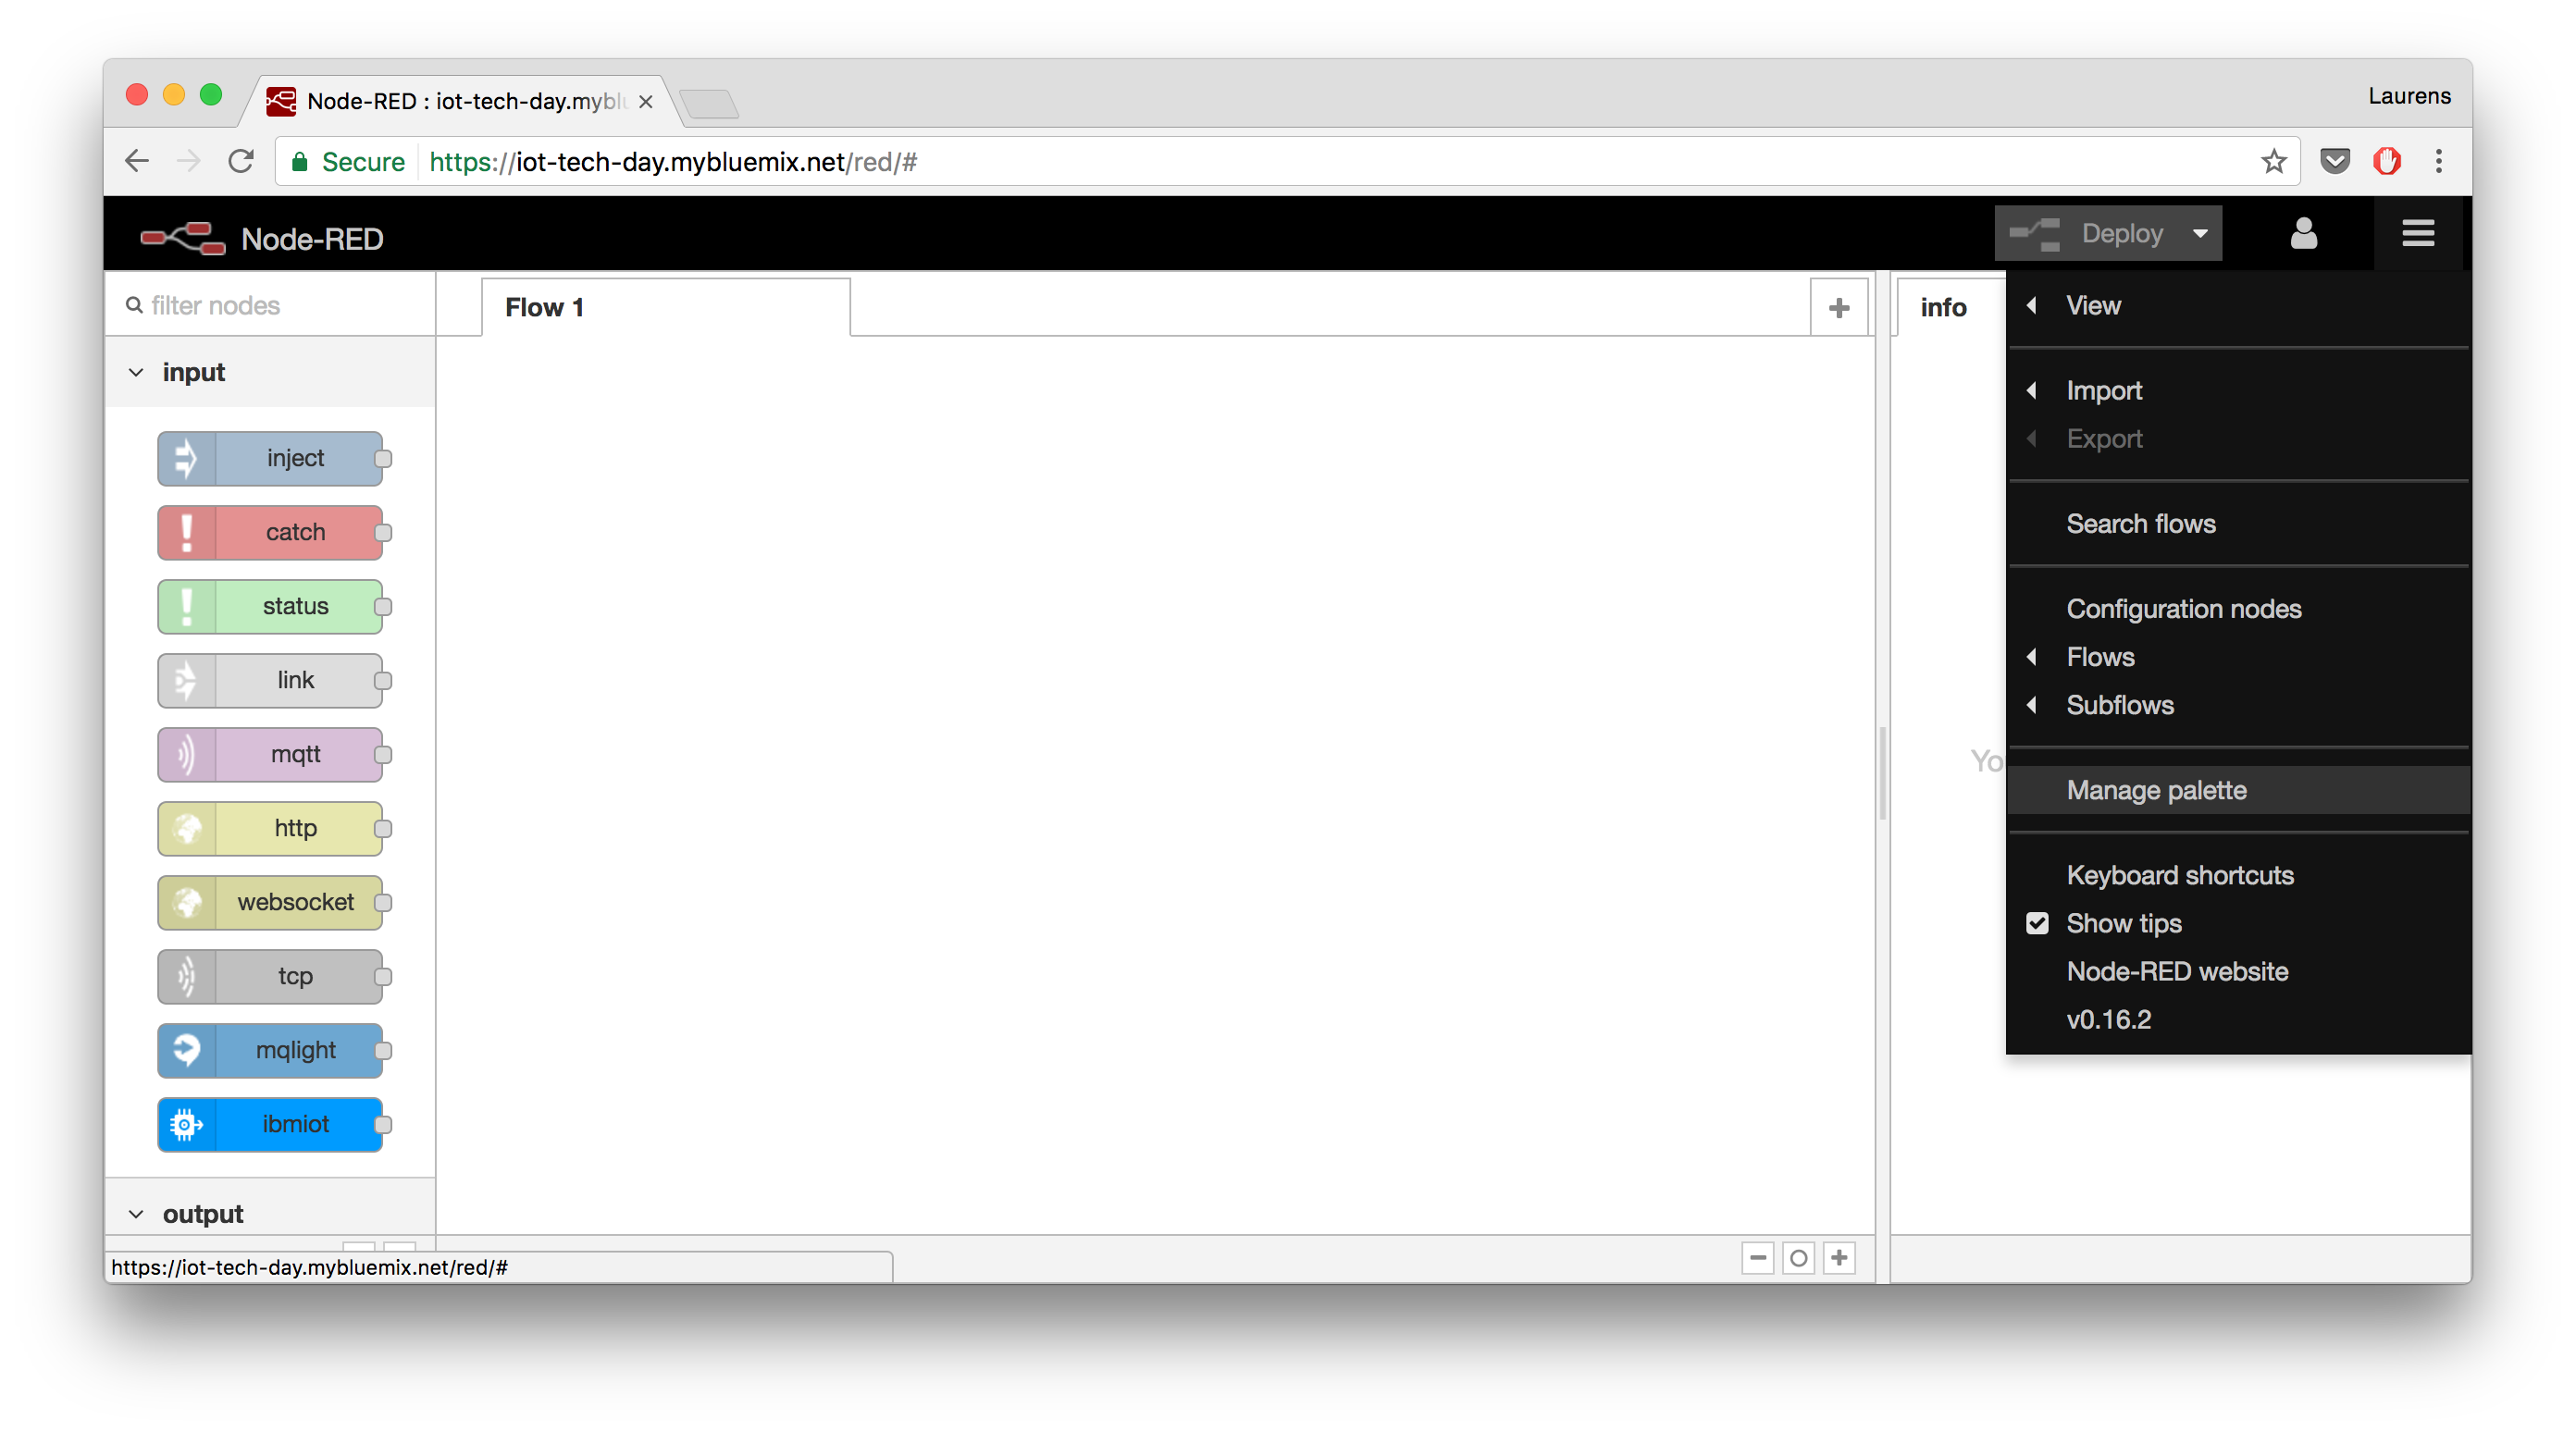 Node-RED : iot-tech-day.myblu
Laurens
Secure https://iot-tech-day.mybluemix.net/red/#
Node-RED
Deploy
filter nodes
Flow 1
info
input
inject
catch
status
link
mqtt
http
websocket
tcp
mqlight
ibmiot
output
Yo
View
Import
Export
Search flows
Configuration nodes
Flows
Subflows
Manage palette
Keyboard shortcuts
Show tips
Node-RED website
v0.16.2
https://iot-tech-day.mybluemix.net/red/#